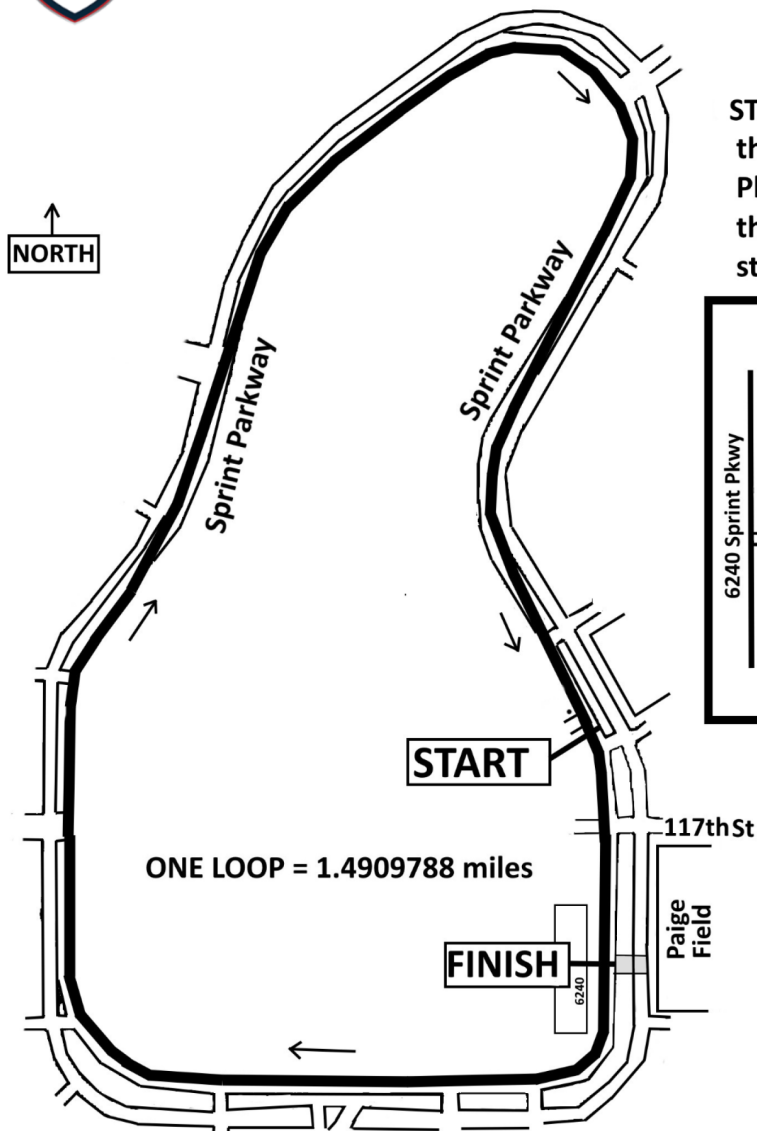 NORTH
Sprint Parkway
Sprint Parkway
6240 Sprint Pkwy
START
117th St
ONE LOOP = 1.4909788 miles
Paige
Field
FINISH
6240